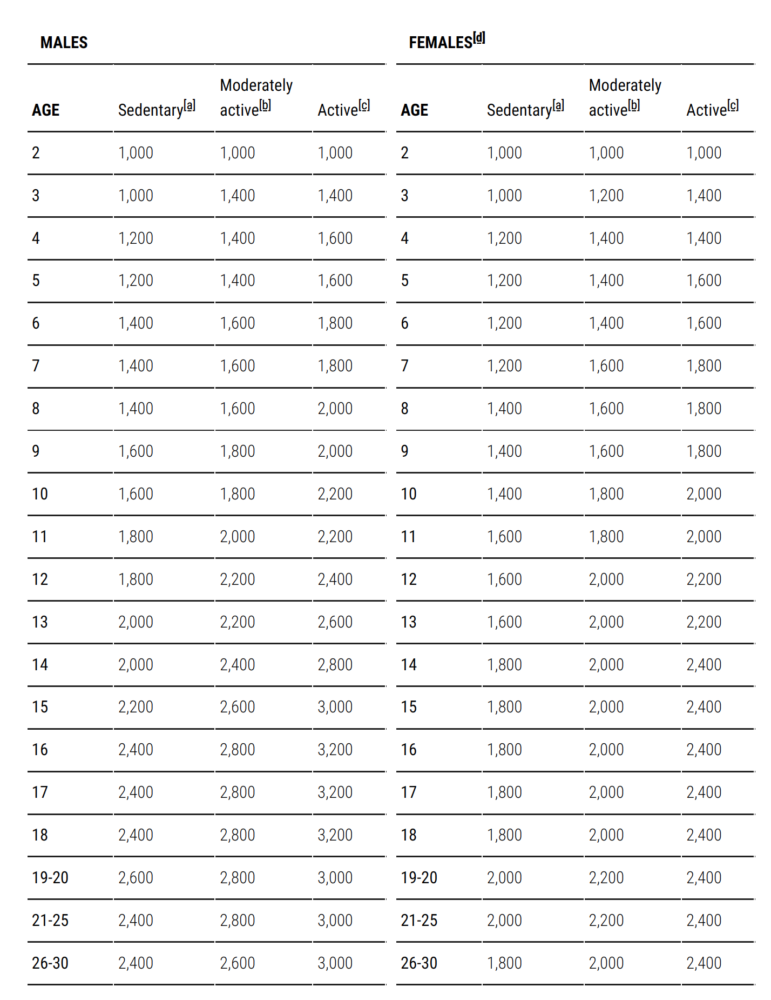 MALES FEMALES[d]
AGE Sedentary[a] Moderately active[b] Active[c] AGE Sedentary[a] Moderately active[b] Active[c]
2 1,000 1,000 1,000 2 1,000 1,000 1,000
3 1,000 1,400 1,400 3 1,000 1,200 1,400
4 1,200 1,400 1,600 4 1,200 1,400 1,400
5 1,200 1,400 1,600 5 1,200 1,400 1,600
6 1,400 1,600 1,800 6 1,200 1,400 1,600
7 1,400 1,600 1,800 7 1,200 1,600 1,800
8 1,400 1,600 2,000 8 1,400 1,600 1,800
9 1,600 1,800 2,000 9 1,400 1,600 1,800
10 1,600 1,800 2,200 10 1,400 1,800 2,000
11 1,800 2,000 2,200 11 1,600 1,800 2,000
12 1,800 2,200 2,400 12 1,600 2,000 2,200
13 2,000 2,200 2,600 13 1,600 2,000 2,200
14 2,000 2,400 2,800 14 1,800 2,000 2,400
15 2,200 2,600 3,000 15 1,800 2,000 2,400
16 2,400 2,800 3,200 16 1,800 2,000 2,400
17 2,400 2,800 3,200 17 1,800 2,000 2,400
18 2,400 2,800 3,200 18 1,800 2,000 2,400
19-20 2,600 2,800 3,000 19-20 2,000 2,200 2,400
21-25 2,400 2,800 3,000 21-25 2,000 2,200 2,400
26-30 2,400 2,600 3,000 26-30 1,800 2,000 2,400